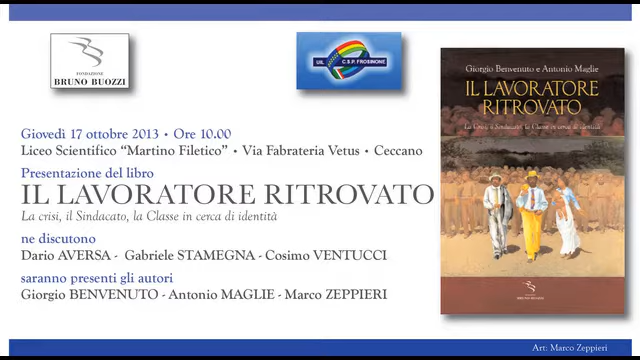 FONDAZIONE
BRUNO BUOZZI
UIL
C.S.P. FROSINONE
Giovedì 17 ottobre 2013 • Ore 10.00
Liceo Scientifico “Martino Filetico” • Via Fabrateria Vetus • Ceccano
Presentazione del libro
IL LAVORATORE RITROVATO
La crisi, il Sindacato, la Classe in cerca di identità
ne discutono
Dario AVERSA - Gabriele STAMEGNA - Cosimo VENTUCCI
saranno presenti gli autori
Giorgio BENVENUTO - Antonio MAGLIE - Marco ZEPPIERI
Giorgio Benvenuto e Antonio Maglie
IL LAVORATORE
RITROVATO
La Crisi, il Sindacato, la Classe in cerca di identità
BRUNO BUOZZI
Art: Marco Zeppieri